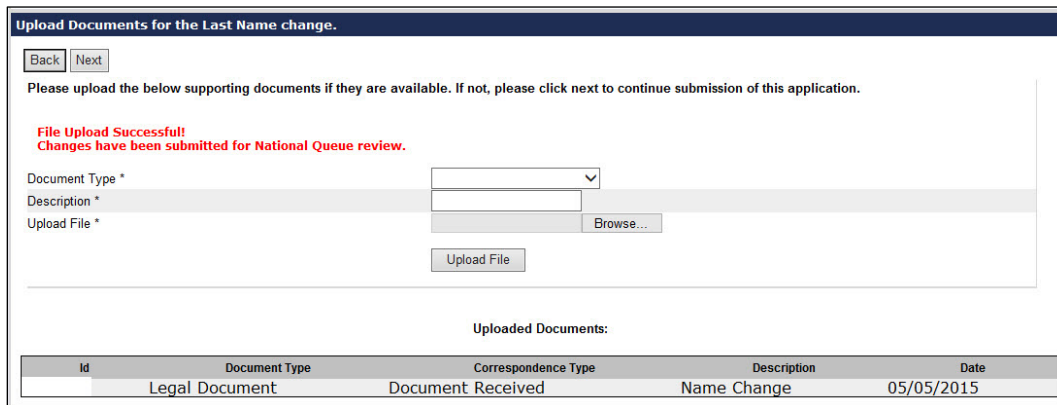 Upload Documents for the Last Name change.
Back Next
Please upload the below supporting documents if they are available. If not, please click next to continue submission of this application.
File Upload Successful!
Changes have been submitted for National Queue review.
Document Type *
Description *
Upload File * Browse...
Upload File
Uploaded Documents:
Id Document Type Correspondence Type Description Date
Legal Document Document Received Name Change 05/05/2015